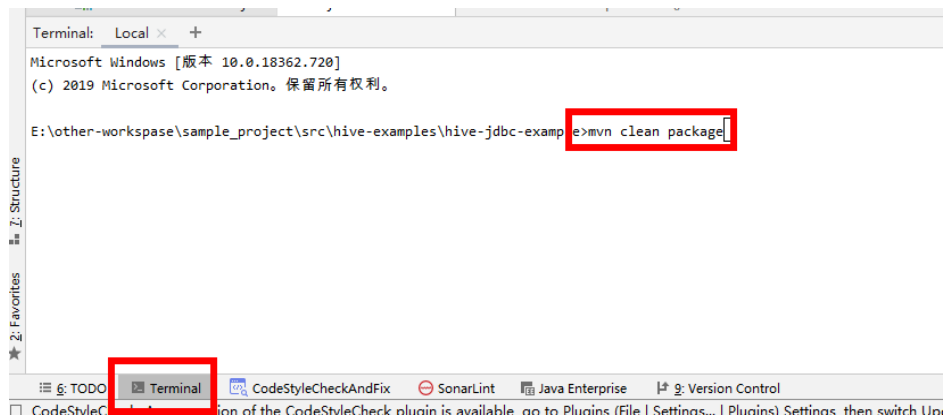 Terminal: Local × +
Microsoft Windows [版本 10.0.18362.720]
(c) 2019 Microsoft Corporation。保留所有权利。
E:\other-workspase\sample_project\src\hive-examples\hive-jdbc-example>mvn clean package
7: Structure
2: Favorites
6: TODO Terminal CodeStyleCheckAndFix SonarLint Java Enterprise 9: Version Control
of the CodeStyleCheck plugin is available, go to Plugins (File | Settings... | Plugins) Settings, then switch